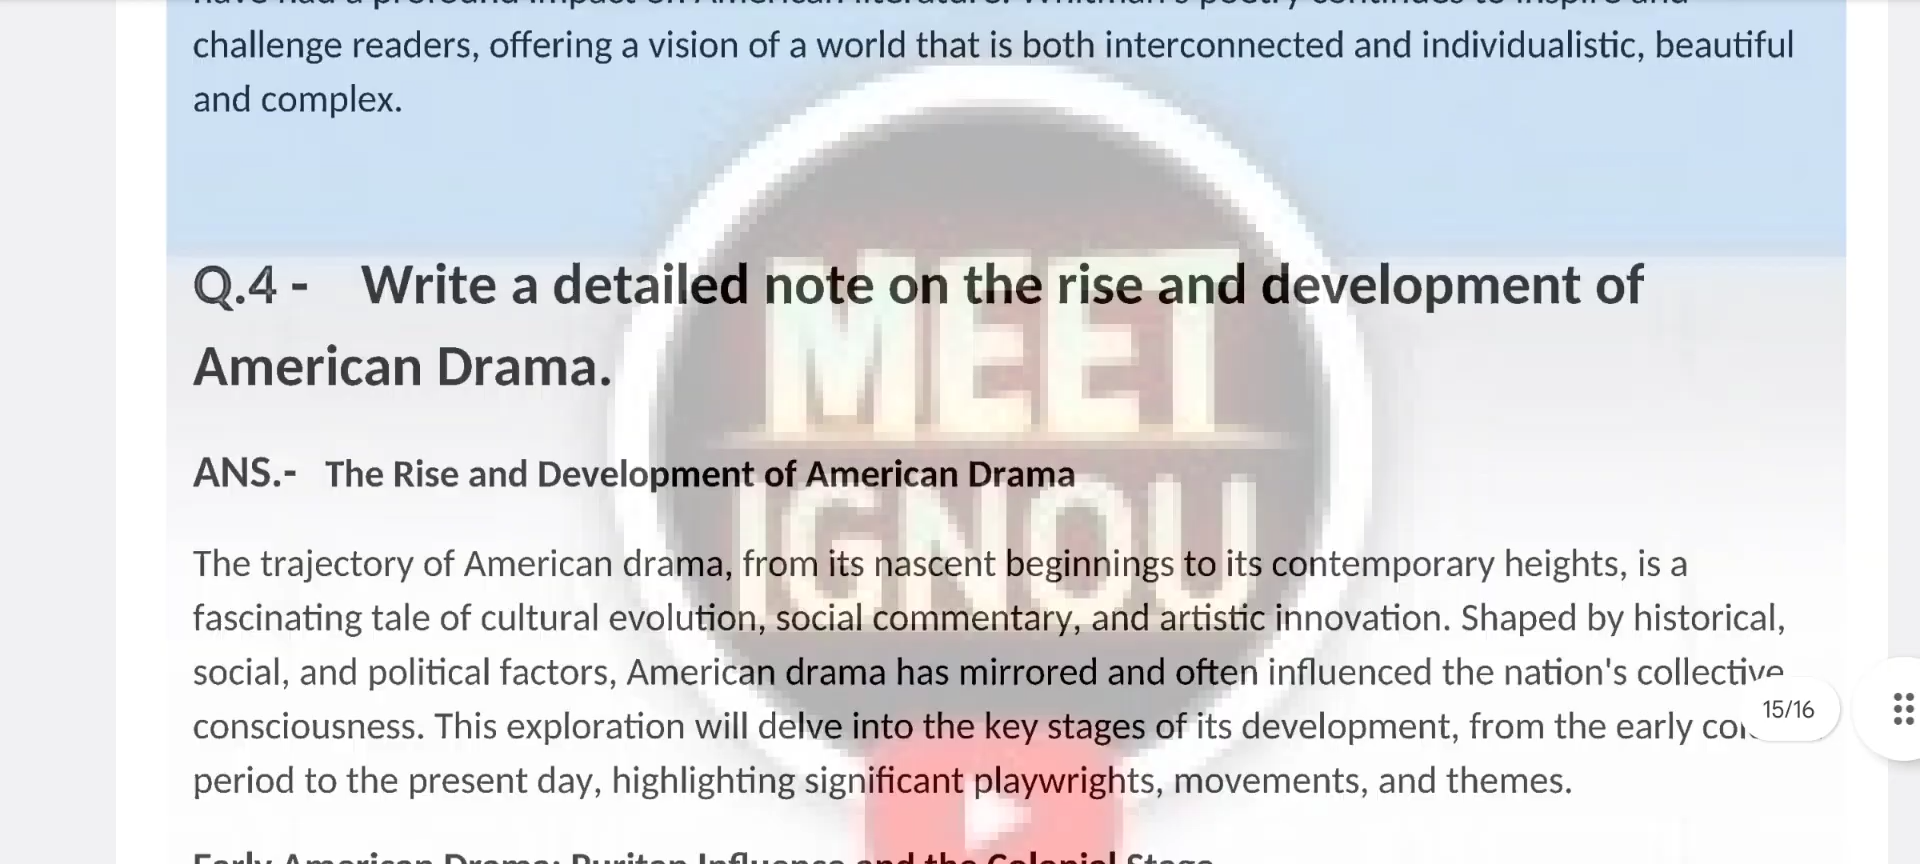 challenge readers, offering a vision of a world that is both interconnected and individualistic, beautiful
and complex.
Q.4 - Write a detailed note on the rise and development of
American Drama.
ANS.- The Rise and Development of American Drama
The trajectory of American drama, from its nascent beginnings to its contemporary heights, is a
fascinating tale of cultural evolution, social commentary, and artistic innovation. Shaped by historical,
social, and political factors, American drama has mirrored and often influenced the nation's collective
consciousness. This exploration will delve into the key stages of its development, from the early
period to the present day, highlighting significant playwrights, movements, and themes.
MEET
IGNOU
15/16